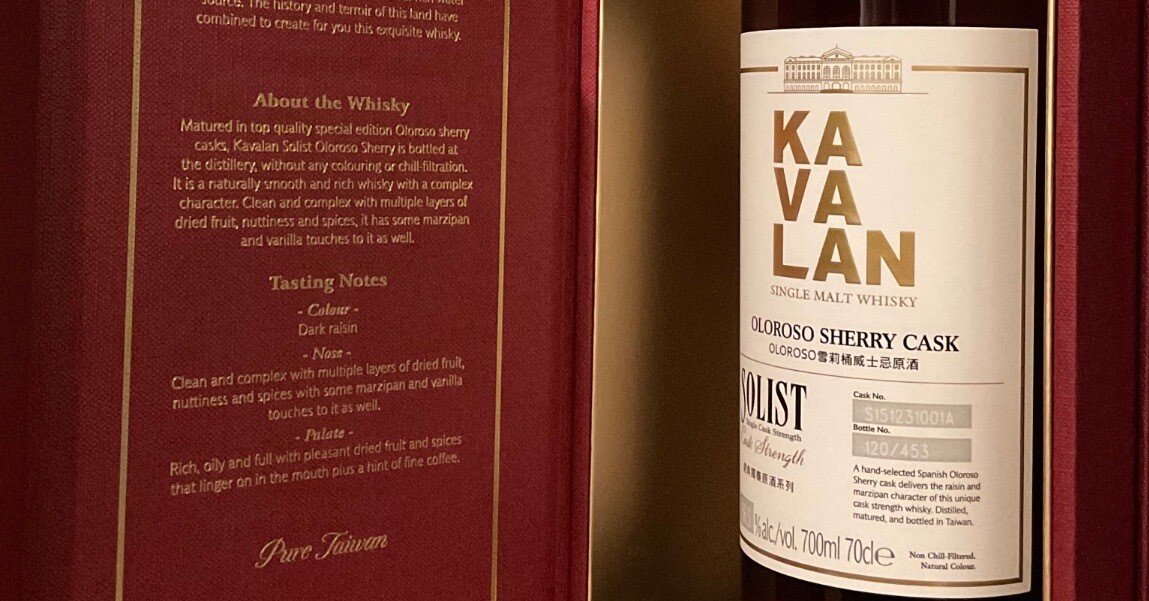 source. The history and terroir of this land have
combined to create for you this exquisite whisky.
About the Whisky
Matured in top quality special edition Oloroso sherry
casks, Kavalan Solist Oloroso Sherry is bottled at
the distillery, without any colouring or chill-filtration.
It is a naturally smooth and rich whisky with a complex
character. Clean and complex with multiple layers of
dried fruit, nuttiness and spices, it has some marzipan
and vanilla touches to it as well.
Tasting Notes
- Colour -
Dark raisin
- Nose -
Clean and complex with multiple layers of dried fruit,
nuttiness and spices with some marzipan and vanilla
touches to it as well.
- Palate -
Rich, oily and full with pleasant dried fruit and spices
that linger on in the mouth plus a hint of fine coffee.
Pure Taiwan
KA
VA
LAN
SINGLE MALT WHISKY
OLOROSO SHERRY CASK
OLOROSO雪莉桶威士忌原酒
SOLIST
Single Cask Strength
Cask Strength
原酒系列
Cask No.
S151231001A
Bottle No.
120/453
A hand-selected Spanish Oloroso
Sherry cask delivers the raisin and
marzipan character of this unique
cask strength whisky. Distilled,
matured, and bottled in Taiwan.
%alc/vol. 700ml 70cl e
Non Chill-Filtered.
Natural Colour.